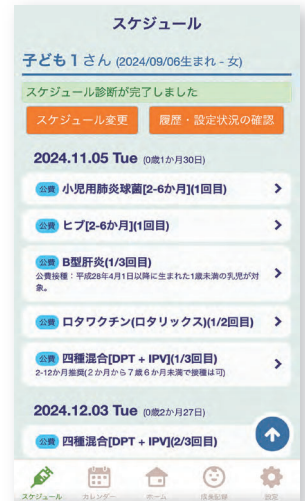 スケジュール
子ども1さん (2024/09/06生まれ - 女)
スケジュール診断が完了しました
スケジュール変更
履歴・設定状況の確認
2024.11.05 Tue (0歳1か月30日)
公費 小児用肺炎球菌[2-6か月](1回目)
公費 ヒブ[2-6か月](1回目)
公費 B型肝炎(1/3回目)
公費接種:平成28年4月1日以降に生まれた1歳未満の乳児が対
象。
公費 ロタワクチン(ロタリックス)(1/2回目)
公費 四種混合[DPT + IPV](1/3回目)
2-12か月推奨(2か月から7歳6か月未満で接種は可)
2024.12.03 Tue (0歳2か月27日)
公費 四種混合[DPT + IPV](2/3回目)
スケジュール
カレンダー
ホーム
成長記録
設定